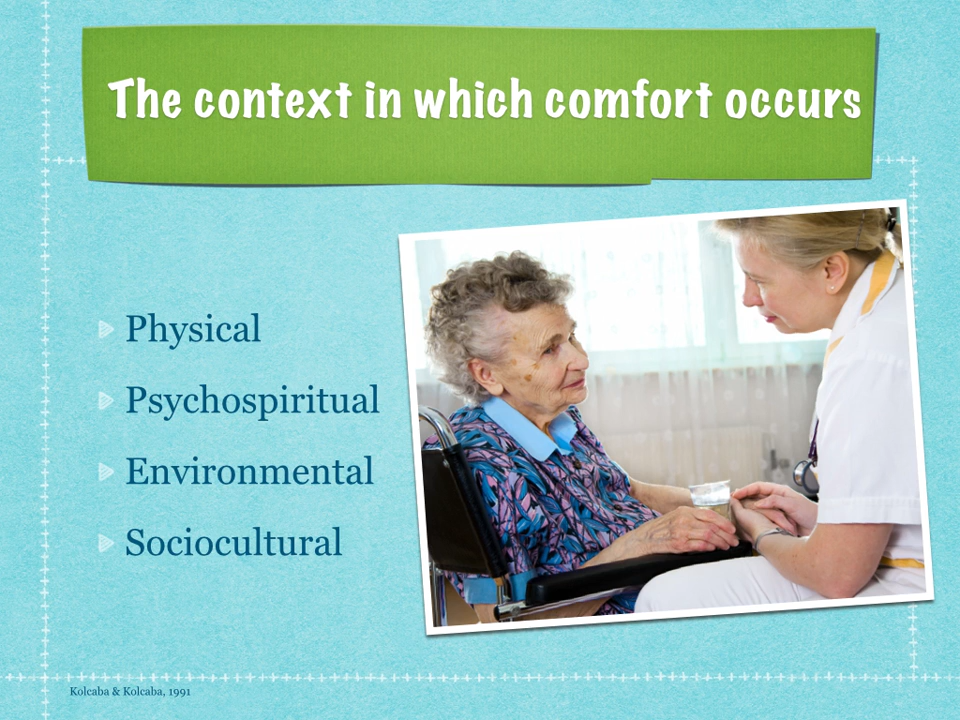 The context in which comfort occurs
Physical
Psychospiritual
Environmental
Sociocultural
Kolcaba & Kolcaba, 1991